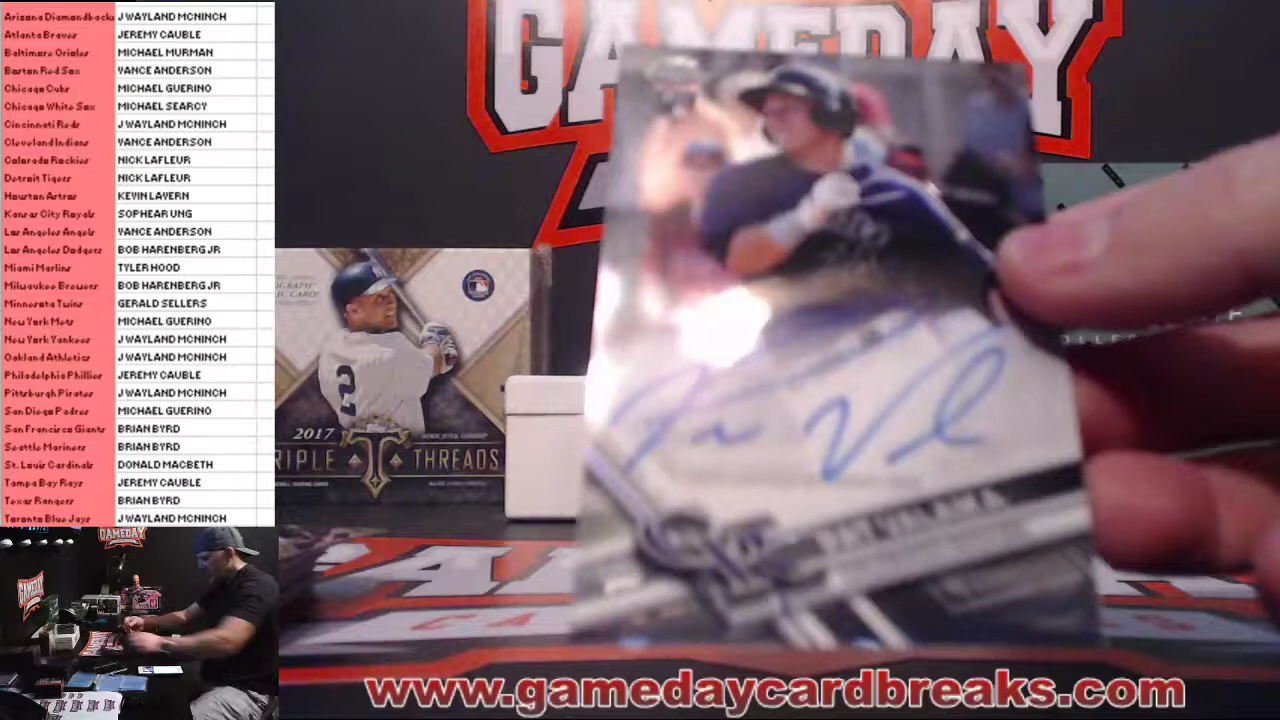 Arizona Diamondbacks J WAYLAND MCNINCH
Atlanta Braves JEREMY CAUBLE
Baltimore Orioles MICHAEL MURMAN
Boston Red Sox VANCE ANDERSON
Chicago Cubs MICHAEL GUERINO
Chicago White Sox MICHAEL SEARCY
Cincinnati Reds J WAYLAND MCNINCH
Cleveland Indians VANCE ANDERSON
Colorado Rockies NICK LAFLEUR
Detroit Tigers NICK LAFLEUR
Houston Astros KEVIN LAVERN
Kansas City Royals SOPHEAR UNG
Los Angeles Angels VANCE ANDERSON
Los Angeles Dodgers BOB HARENBERG JR
Miami Marlins TYLER HOOD
Milwaukee Brewers BOB HARENBERG JR
Minnesota Twins GERALD SELLERS
New York Mets MICHAEL GUERINO
New York Yankees J WAYLAND MCNINCH
Oakland Athletics J WAYLAND MCNINCH
Philadelphia Phillies JEREMY CAUBLE
Pittsburgh Pirates J WAYLAND MCNINCH
San Diego Padres MICHAEL GUERINO
San Francisco Giants BRIAN BYRD
Seattle Mariners BRIAN BYRD
St. Louis Cardinals DONALD MACBETH
Tampa Bay Rays JEREMY CAUBLE
Texas Rangers BRIAN BYRD
Toronto Blue Jays J WAYLAND MCNINCH
GAMEDAY
2
2017
RIPLE THREADS
GAMEDAY
GAMEDAY
www.gamedaycardbreaks.com